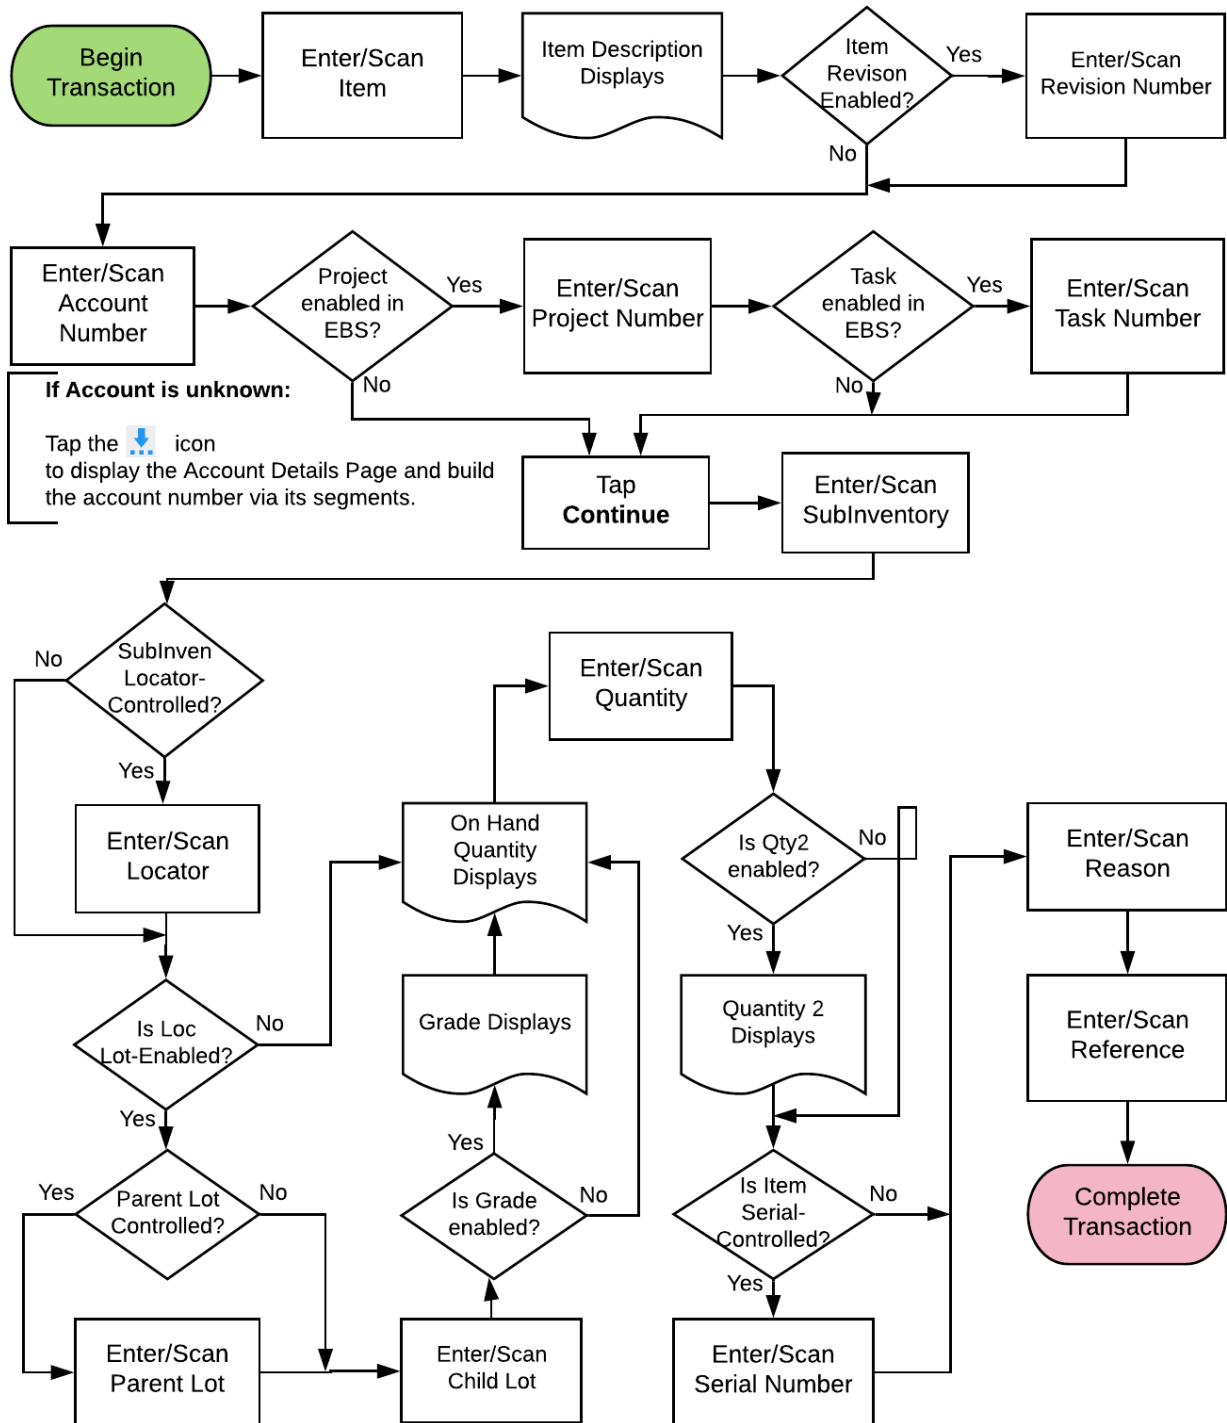 Begin
Transaction
Enter/Scan
Item
Item Description
Displays
Item
Revison
Enabled?
Yes
No
Enter/Scan
Revision Number
Enter/Scan
Account
Number
Project
enabled in
EBS?
Yes
No
Enter/Scan
Project Number
Task
enabled in
EBS?
Yes
No
Enter/Scan
Task Number
If Account is unknown:
Tap the icon
to display the Account Details Page and build
the account number via its segments.
Tap
Continue
Enter/Scan
SubInventory
SubInven
Locator-
Controlled?
No
Yes
Enter/Scan
Locator
Is Loc
Lot-Enabled?
No
Yes
Parent Lot
Controlled?
Yes
No
Enter/Scan
Parent Lot
Enter/Scan
Child Lot
Is Grade
enabled?
Yes
No
Grade Displays
On Hand
Quantity
Displays
Enter/Scan
Quantity
Is Qty2
enabled?
No
Yes
Quantity 2
Displays
Is Item
Serial-
Controlled?
No
Yes
Enter/Scan
Serial Number
Enter/Scan
Reason
Enter/Scan
Reference
Complete
Transaction